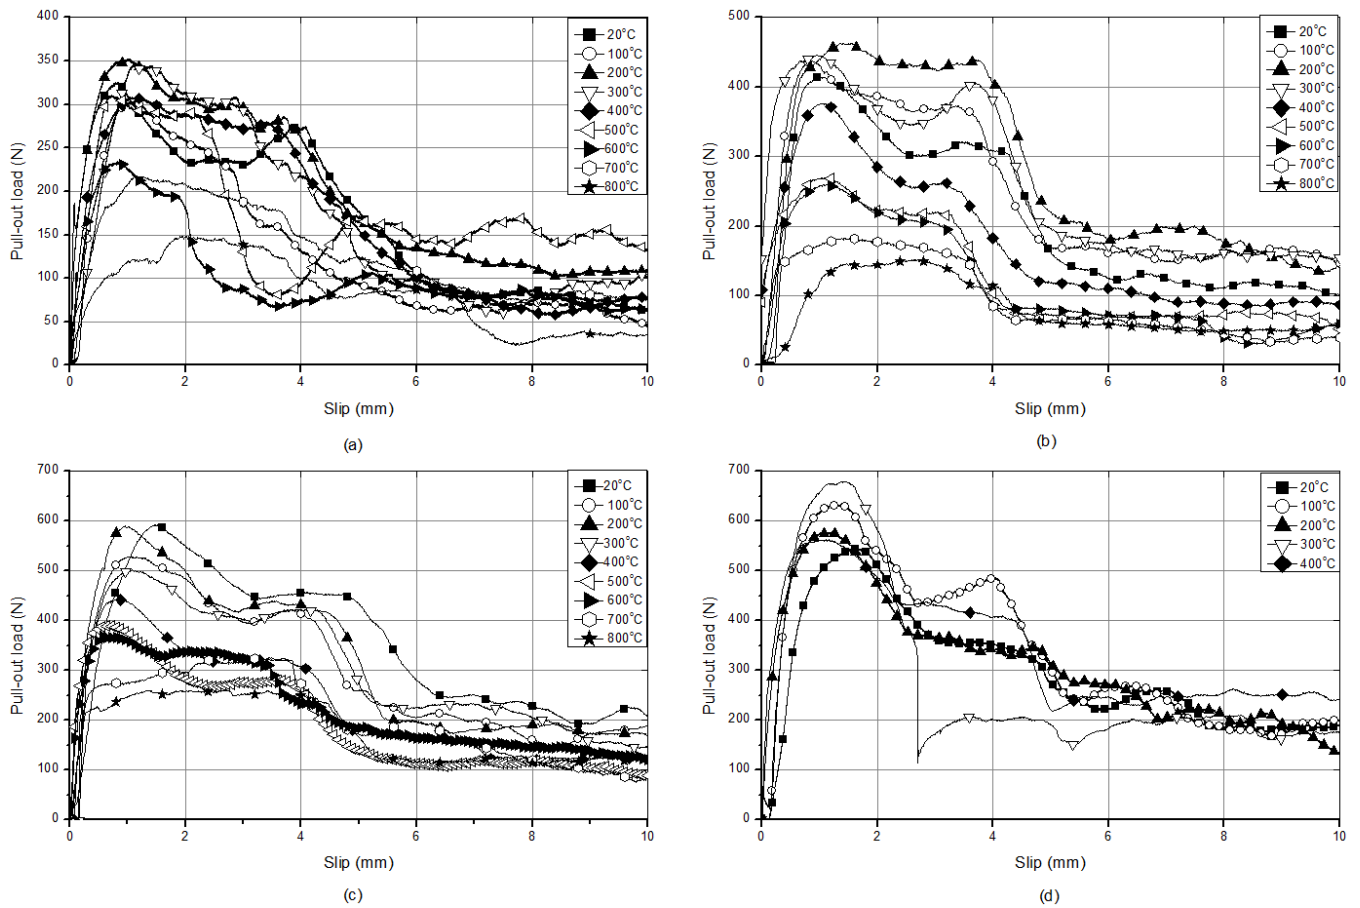 400
350
300
250
200
150
100
50
0
0 2 4 6 8 10
Pull-out load (N)
Slip (mm)
20°C
100°C
200°C
300°C
400°C
500°C
600°C
700°C
800°C
(a)
500
400
300
200
100
0
0 2 4 6 8 10
Pull-out load (N)
Slip (mm)
20°C
100°C
200°C
300°C
400°C
500°C
600°C
700°C
800°C
(b)
700
600
500
400
300
200
100
0
0 2 4 6 8 10
Pull-out load (N)
Slip (mm)
20°C
100°C
200°C
300°C
400°C
500°C
600°C
700°C
800°C
(c)
700
600
500
400
300
200
100
0
0 2 4 6 8 10
Pull-out load (N)
Slip (mm)
20°C
100°C
200°C
300°C
400°C
(d)